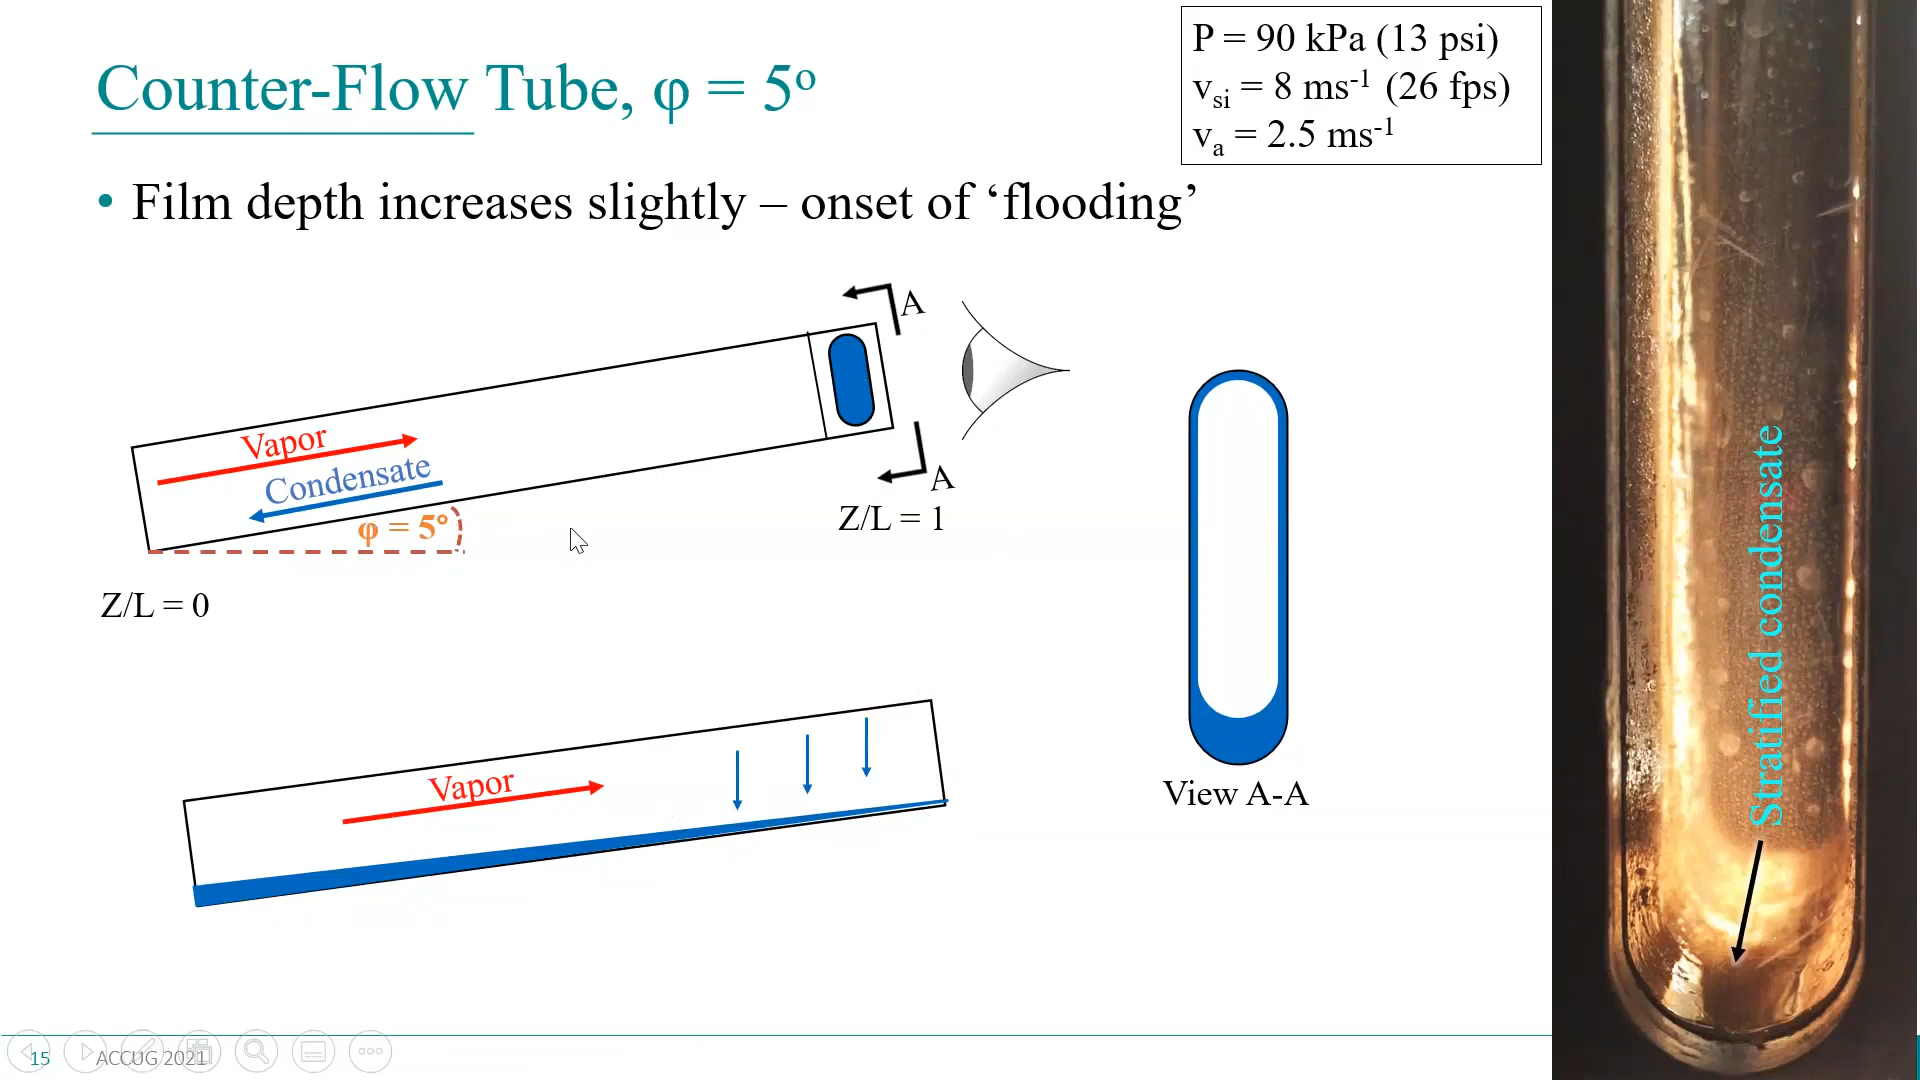 Counter-Flow Tube, φ = 5º
P = 90 kPa (13 psi)
vsi = 8 ms-1 (26 fps)
va = 2.5 ms-1
• Film depth increases slightly – onset of ‘flooding’
A
Vapor
Condensate
φ = 5°
A
Z/L = 1
Z/L = 0
Vapor
View A-A
Stratified condensate
15
ACCUG 2021